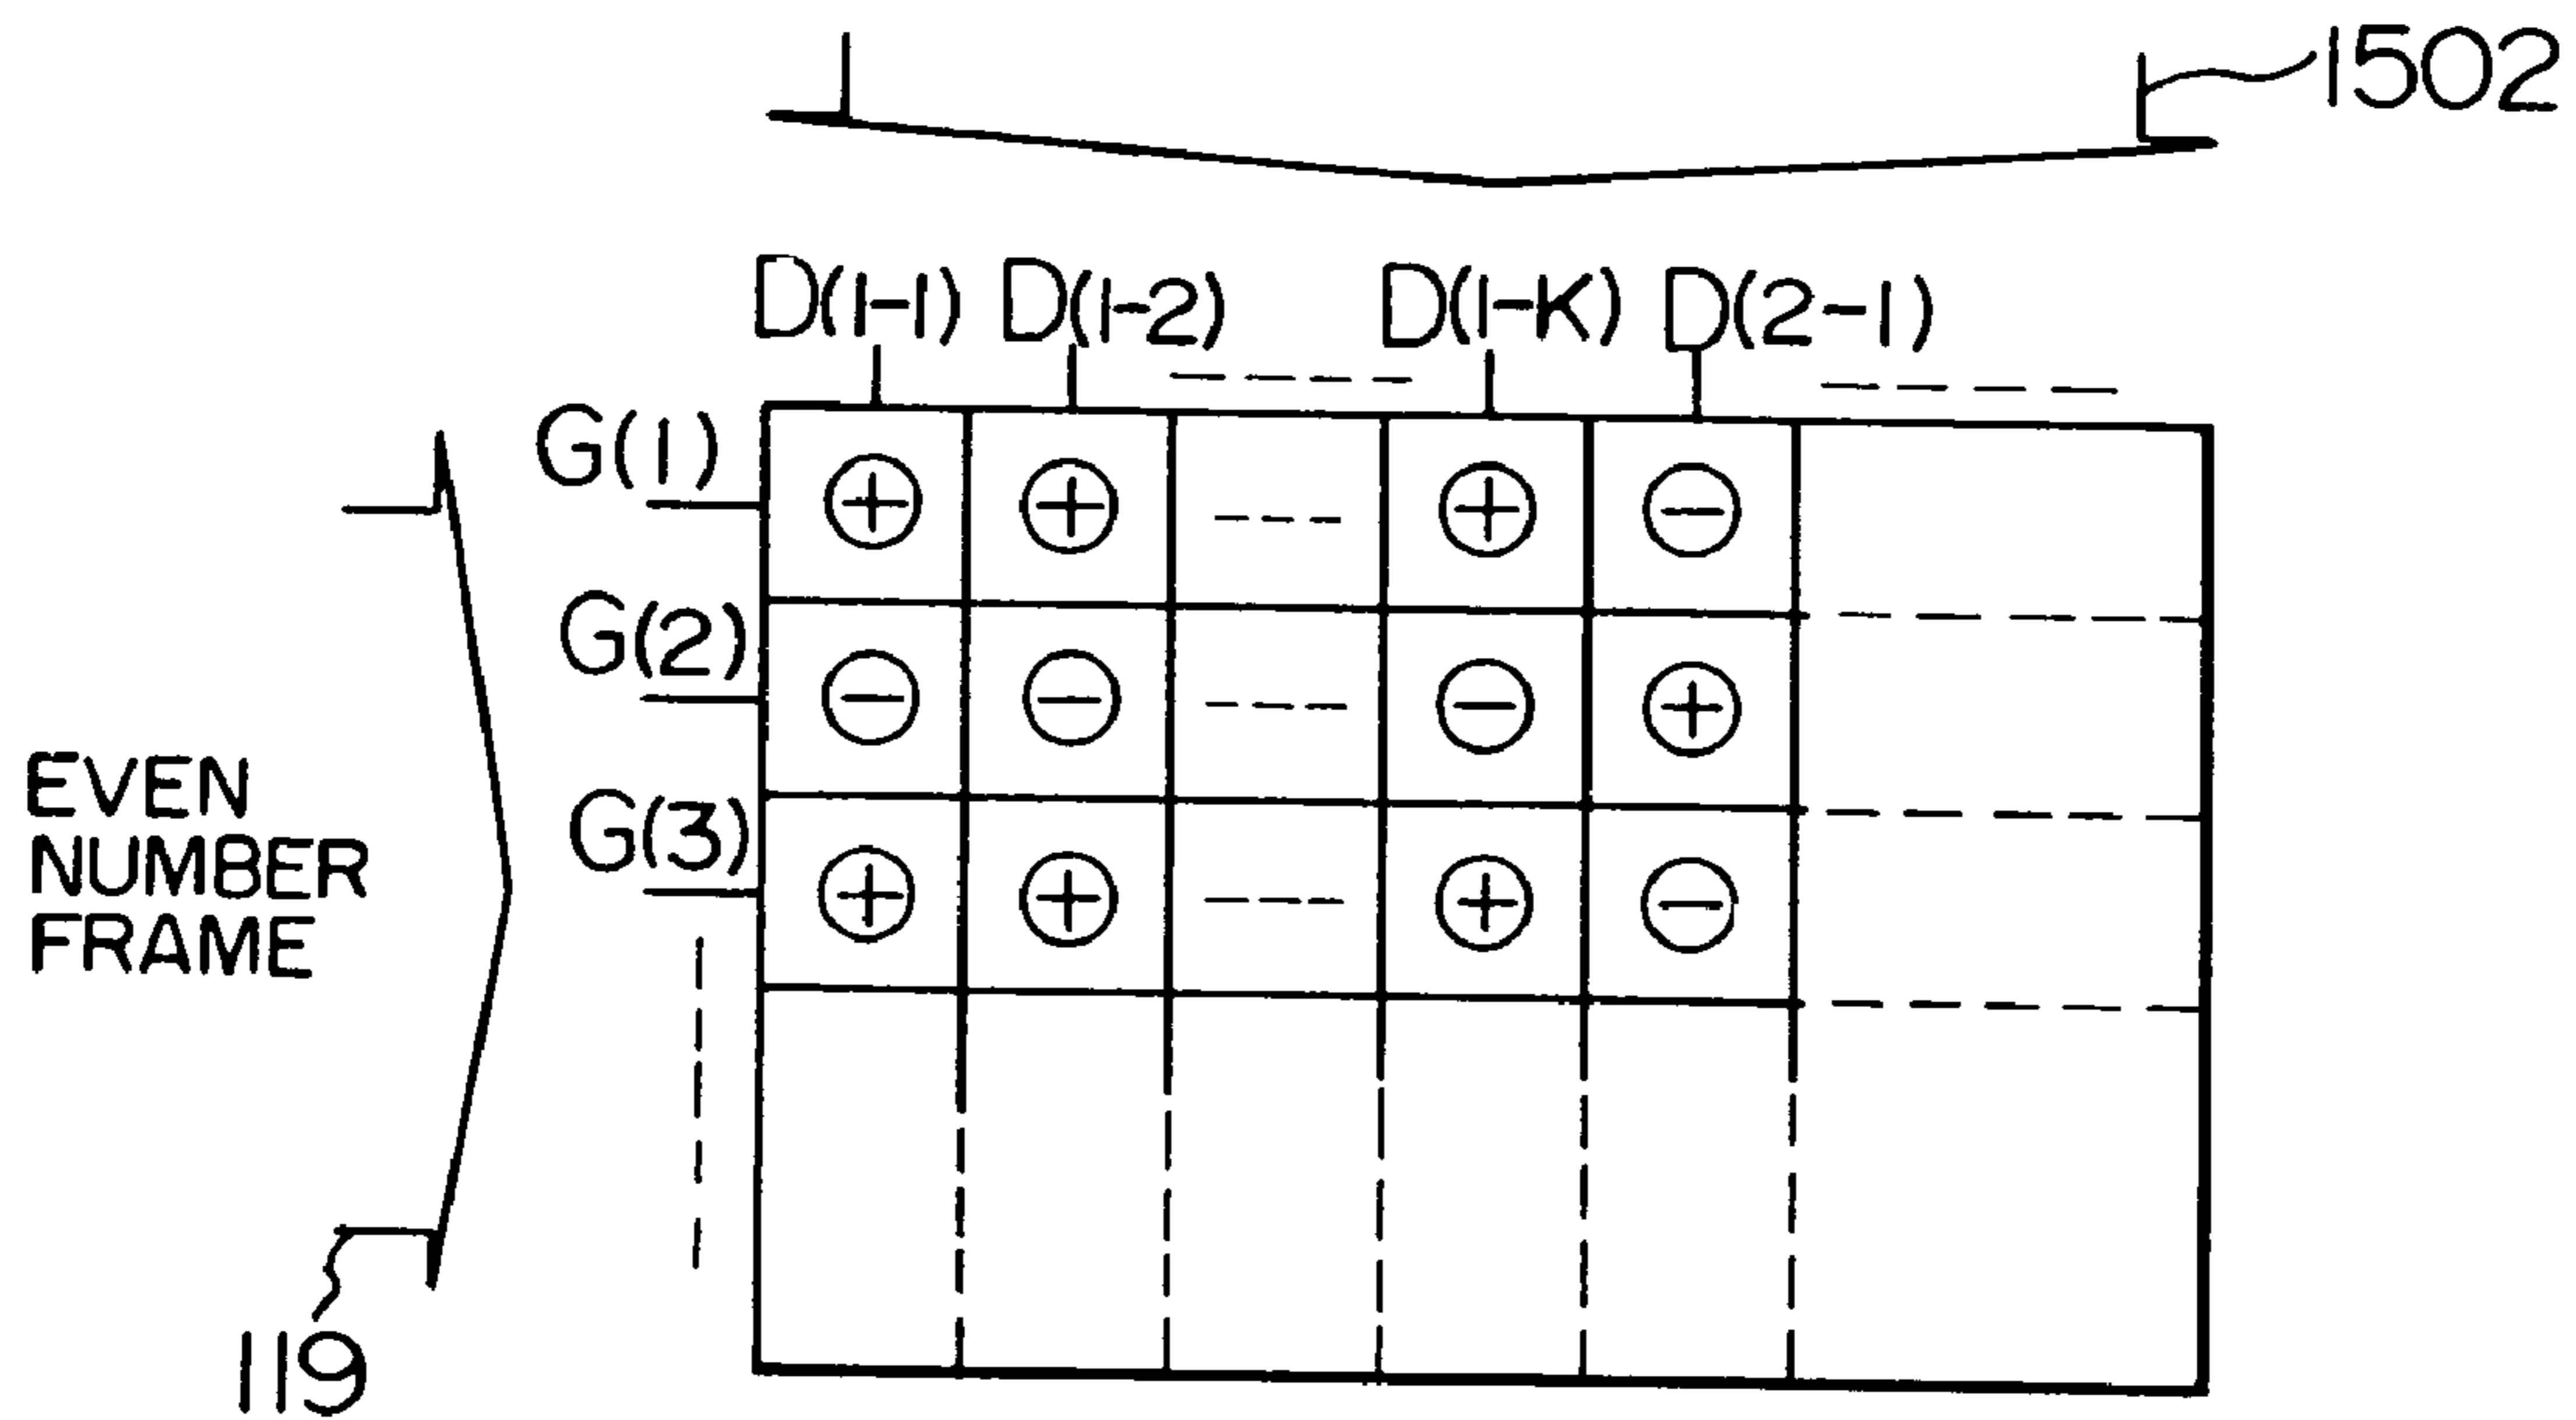 1502
D(1-1) D(1-2) D(1-K) D(2-1)
G(1) + + + −
G(2) − − − +
G(3) + + + −
EVEN
NUMBER
FRAME
119